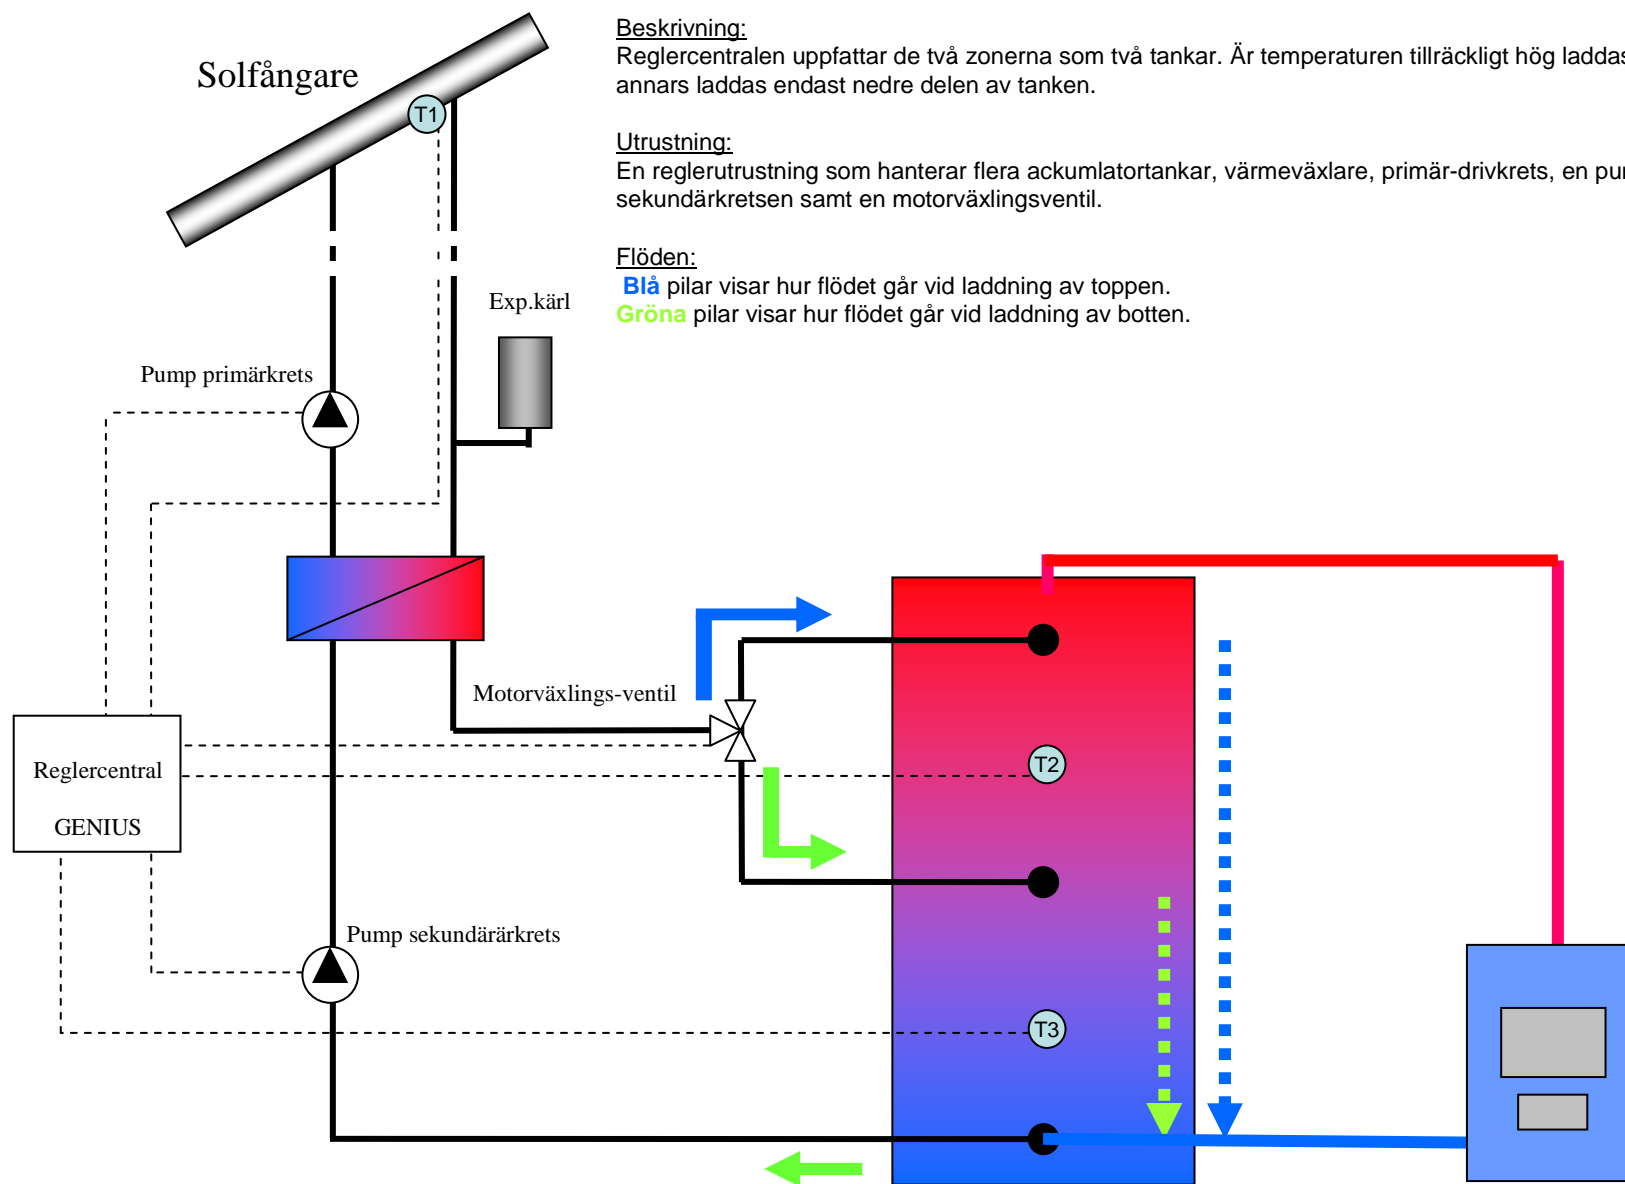 Beskrivning:
Reglercentralen uppfattar de två zonerna som två tankar. Är temperaturen tillräckligt hög laddas
annars laddas endast nedre delen av tanken.
Utrustning:
En reglerutrustning som hanterar flera ackumlatortankar, värmeväxlare, primär-drivkrets, en
sekundärkretsen samt en motorväxlingsventil.
Flöden:
Blå pilar visar hur flödet går vid laddning av toppen.
Gröna pilar visar hur flödet går vid laddning av botten.
Solfångare
T1
Exp.kärl
Pump primärkrets
Motorväxlings-ventil
T2
Reglercentral
GENIUS
Pump sekundärärkrets
T3